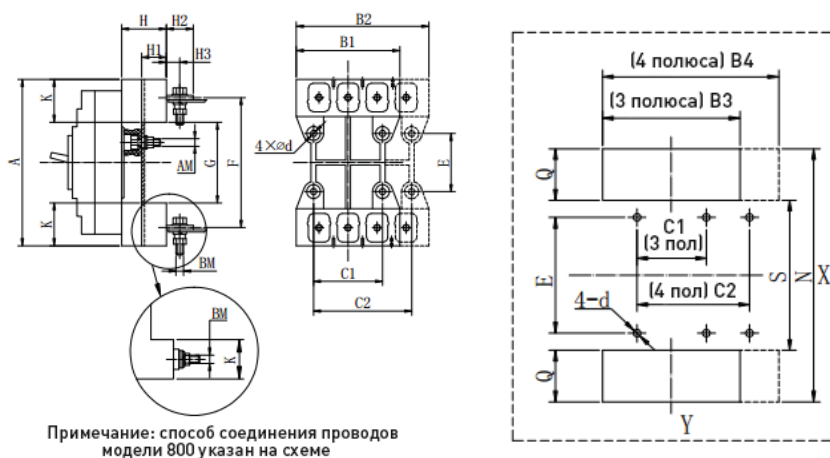 H
H2
H1
H3
K
A
AM
G
F
K
BM
BM
K
B2
B1
4×ød
E
C1
C2
Примечание: способ соединения проводов
модели 800 указан на схеме
(4 полюса) B4
(3 полюса) B3
Q
C1
(3 пол)
E
(4 пол) C2
S
N
X
4-d
Q
Y